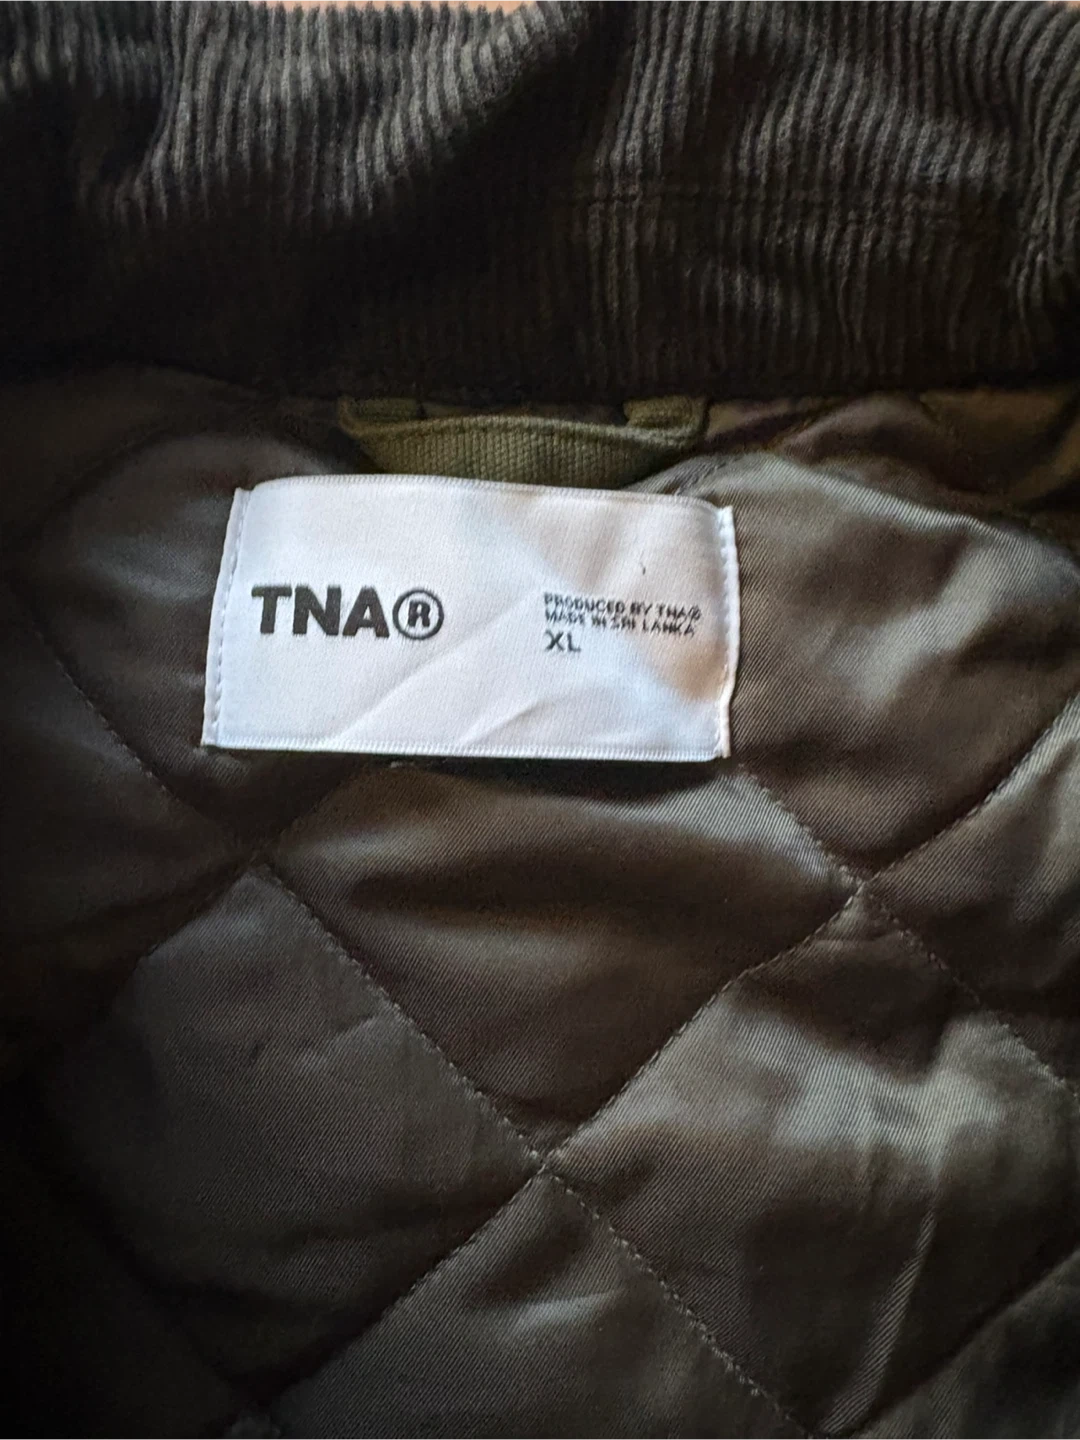 TNA®
PRODUCED BY TNA®
MADE IN SRI LANKA
XL